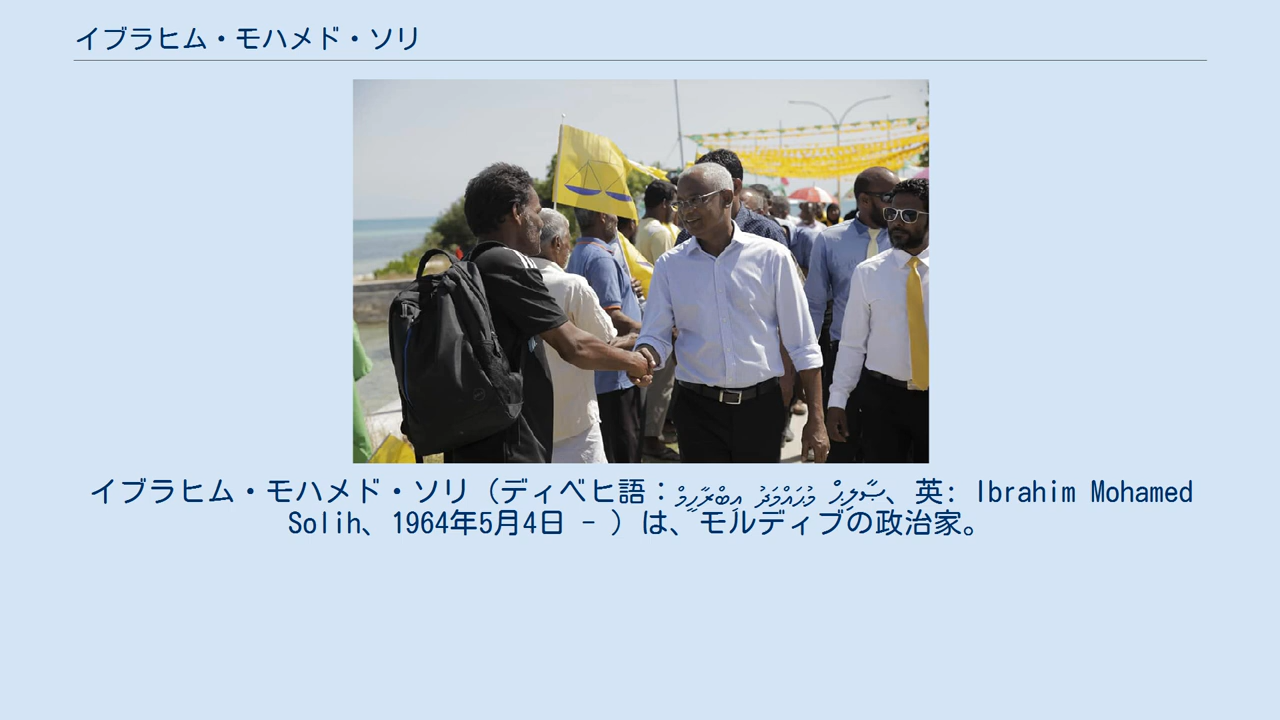 イブラヒム・モハメド・ソリ
イブラヒム・モハメド・ソリ（ディベヒ語：އިބްރާހީމް މުޙައްމަދު ޞާލިޙް、英: Ibrahim Mohamed
Solih、1964年5月4日 - ）は、モルディブの政治家。